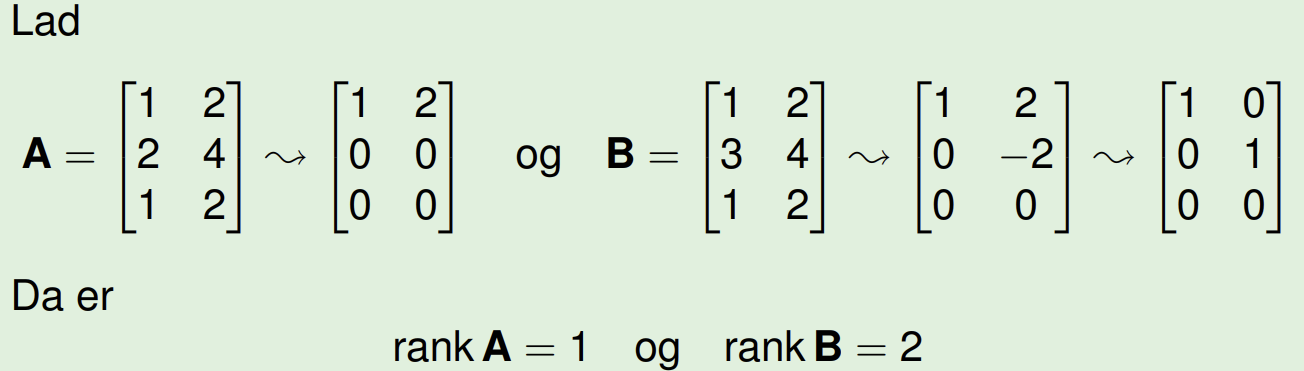 Lad
A = [1 2; 2 4; 1 2] ⇝ [1 2; 0 0; 0 0] og B = [1 2; 3 4; 1 2] ⇝ [1 2; 0 −2; 0 0] ⇝ [1 0; 0 1; 0 0]
Da er
rank A = 1 og rank B = 2